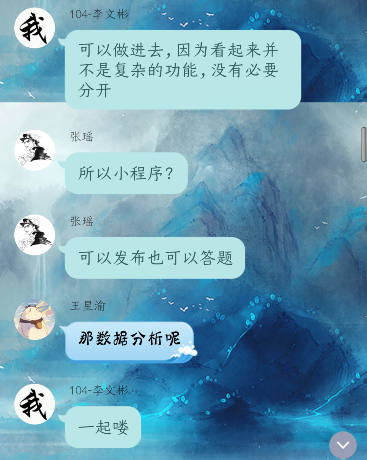 104-李文彬
可以做进去，因为看起来并
不是复杂的功能，没有必要
分开
张瑶
所以小程序？
张瑶
可以发布也可以答题
王星渝
那数据分析呢
104-李文彬
一起喽
我
我